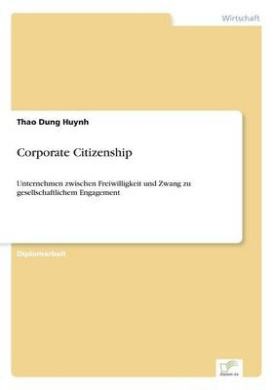 Wirtschaft
Thao Dung Huynh
Corporate Citizenship
Unternehmen zwischen Freiwilligkeit und Zwang zu
gesellschaftlichem Engagement
Diplomarbeit